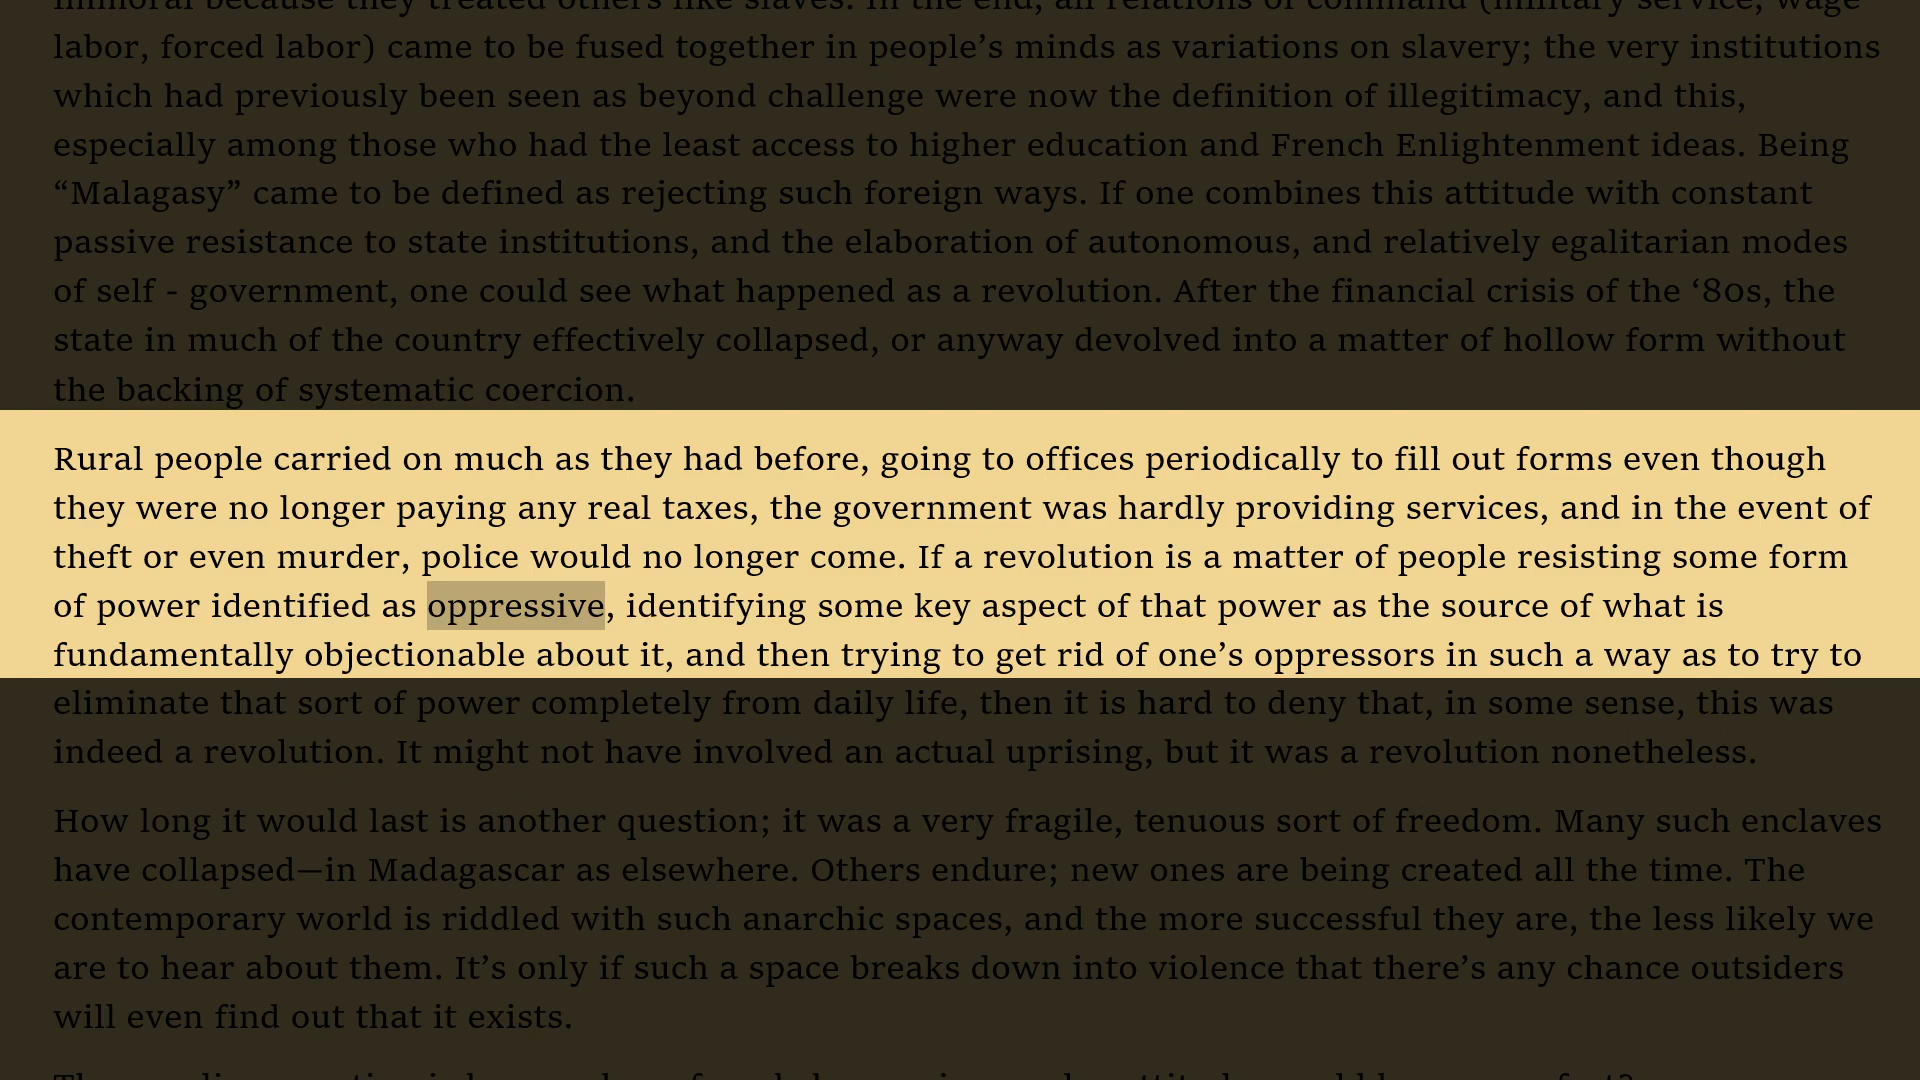 immoral because they treated others like slaves. In the end, all relations of command (military service, wage
labor, forced labor) came to be fused together in people’s minds as variations on slavery; the very institutions
which had previously been seen as beyond challenge were now the definition of illegitimacy, and this,
especially among those who had the least access to higher education and French Enlightenment ideas. Being
“Malagasy” came to be defined as rejecting such foreign ways. If one combines this attitude with constant
passive resistance to state institutions, and the elaboration of autonomous, and relatively egalitarian modes
of self - government, one could see what happened as a revolution. After the financial crisis of the ‘80s, the
state in much of the country effectively collapsed, or anyway devolved into a matter of hollow form without
the backing of systematic coercion.
Rural people carried on much as they had before, going to offices periodically to fill out forms even though
they were no longer paying any real taxes, the government was hardly providing services, and in the event of
theft or even murder, police would no longer come. If a revolution is a matter of people resisting some form
of power identified as oppressive, identifying some key aspect of that power as the source of what is
fundamentally objectionable about it, and then trying to get rid of one’s oppressors in such a way as to try to
eliminate that sort of power completely from daily life, then it is hard to deny that, in some sense, this was
indeed a revolution. It might not have involved an actual uprising, but it was a revolution nonetheless.
How long it would last is another question; it was a very fragile, tenuous sort of freedom. Many such enclaves
have collapsed—in Madagascar as elsewhere. Others endure; new ones are being created all the time. The
contemporary world is riddled with such anarchic spaces, and the more successful they are, the less likely we
are to hear about them. It’s only if such a space breaks down into violence that there’s any chance outsiders
will even find out that it exists.